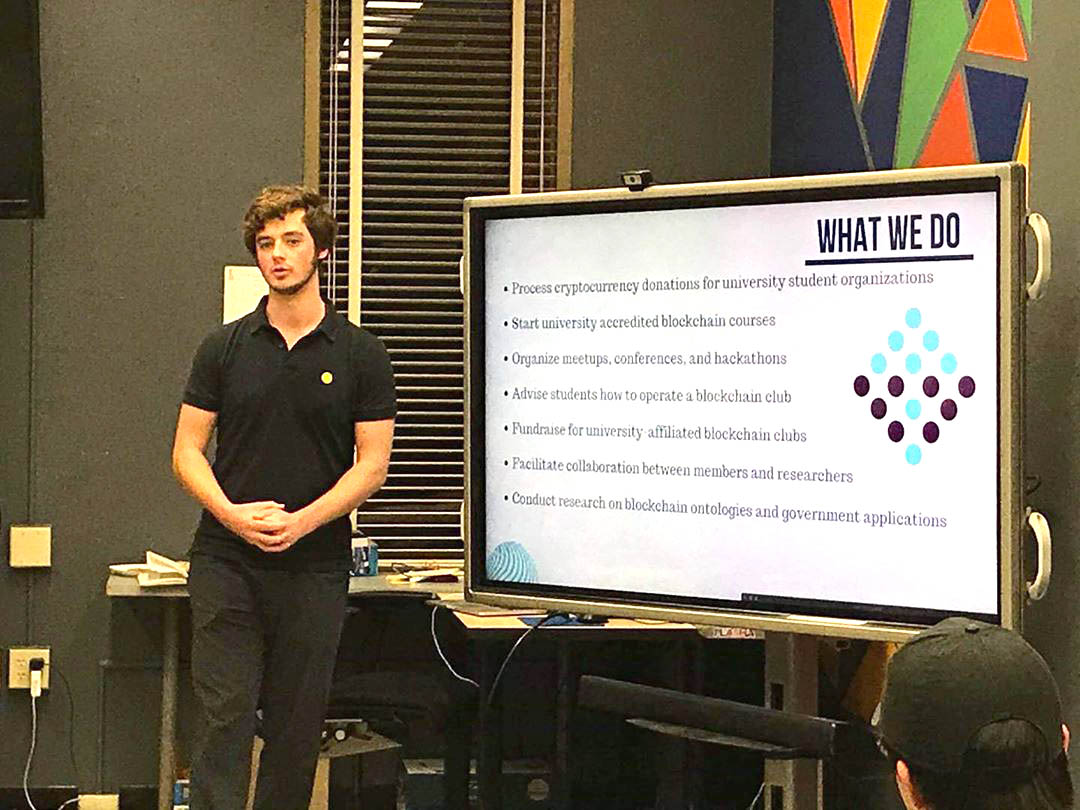 WHAT WE DO
• Process cryptocurrency donations for university student organizations
• Start university accredited blockchain courses
• Organize meetups, conferences, and hackathons
• Advise students how to operate a blockchain club
• Fundraise for university-affiliated blockchain clubs
• Facilitate collaboration between members and researchers
• Conduct research on blockchain ontologies and government applications